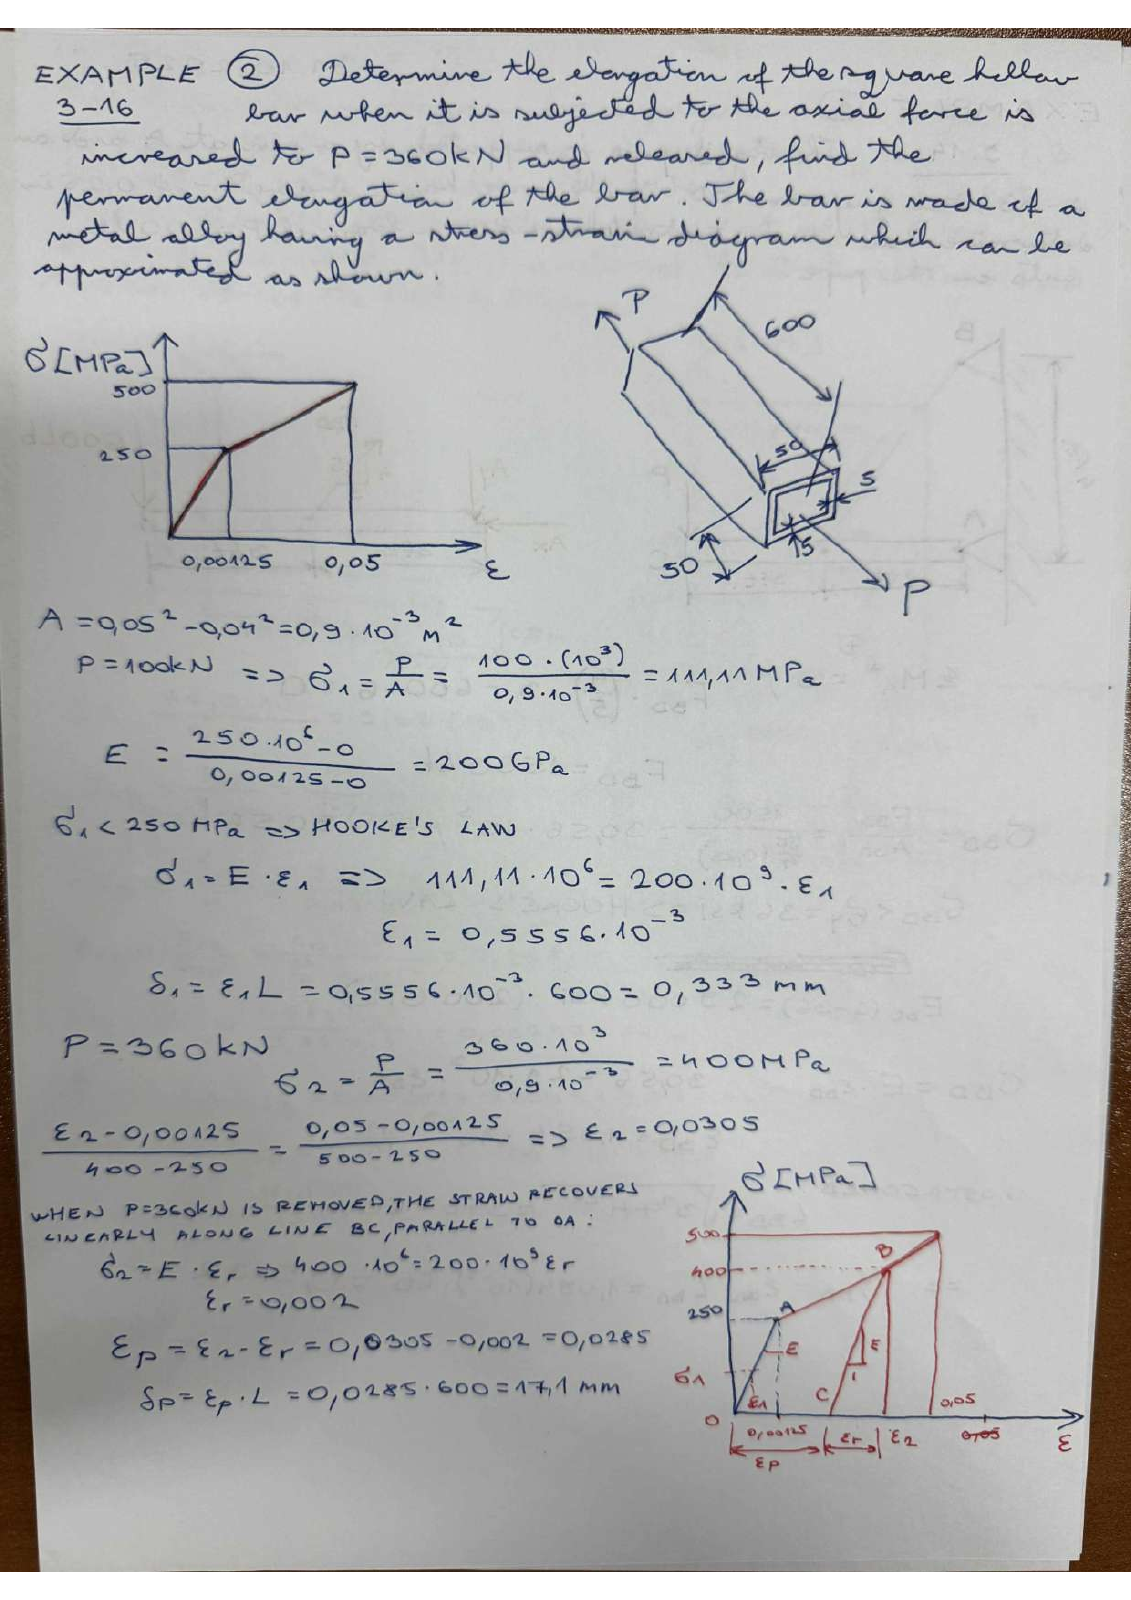 EXAMPLE ② Determine the elongation of the square hollow
3-16 bar when it is subjected to the axial force is
increased to P=360kN and released, find the
permanent elongation of the bar. The bar is made of a
metal alloy having a stress-strain diagram which can be
approximated as shown.
σ[MPa]
500
250
0,00125 0,05 ε
P
600
50
5
50
5
P
A = 0,05² - 0,04² = 0,9 · 10⁻³ m²
P = 100kN => σ₁ = P/A = 100 · (10³) / 0,9·10⁻³ = 111,11 MPa
E = 250·10⁶-0 / 0,00125-0 = 200GPa
σ₁ < 250 MPa => HOOKE'S LAW
σ₁ = E · ε₁ => 111,11·10⁶ = 200·10⁹·ε₁
ε₁ = 0,5556·10⁻³
δ₁ = ε₁L = 0,5556·10⁻³ · 600 = 0,333 mm
P = 360kN
σ₂ = P/A = 360·10³ / 0,9·10⁻³ = 400MPa
ε₂-0,00125 / 400-250 = 0,05-0,00125 / 500-250 => ε₂ = 0,0305
WHEN P=360kN IS REMOVED, THE STRAW RECOVERS
LINEARLY ALONG LINE BC, PARALLEL TO OA:
σ₂ = E · εr => 400 · 10⁶ = 200 · 10⁹ εr
εr = 0,002
εp = ε₂ - εr = 0,0305 - 0,002 = 0,0285
δp = εp · L = 0,0285 · 600 = 17,1 mm
σ[MPa]
500
B
400
250 A
E
E
1
σ₁
ε₁ C 0,05
0
0,00125 εr ε₂ 0,05 ε
εp